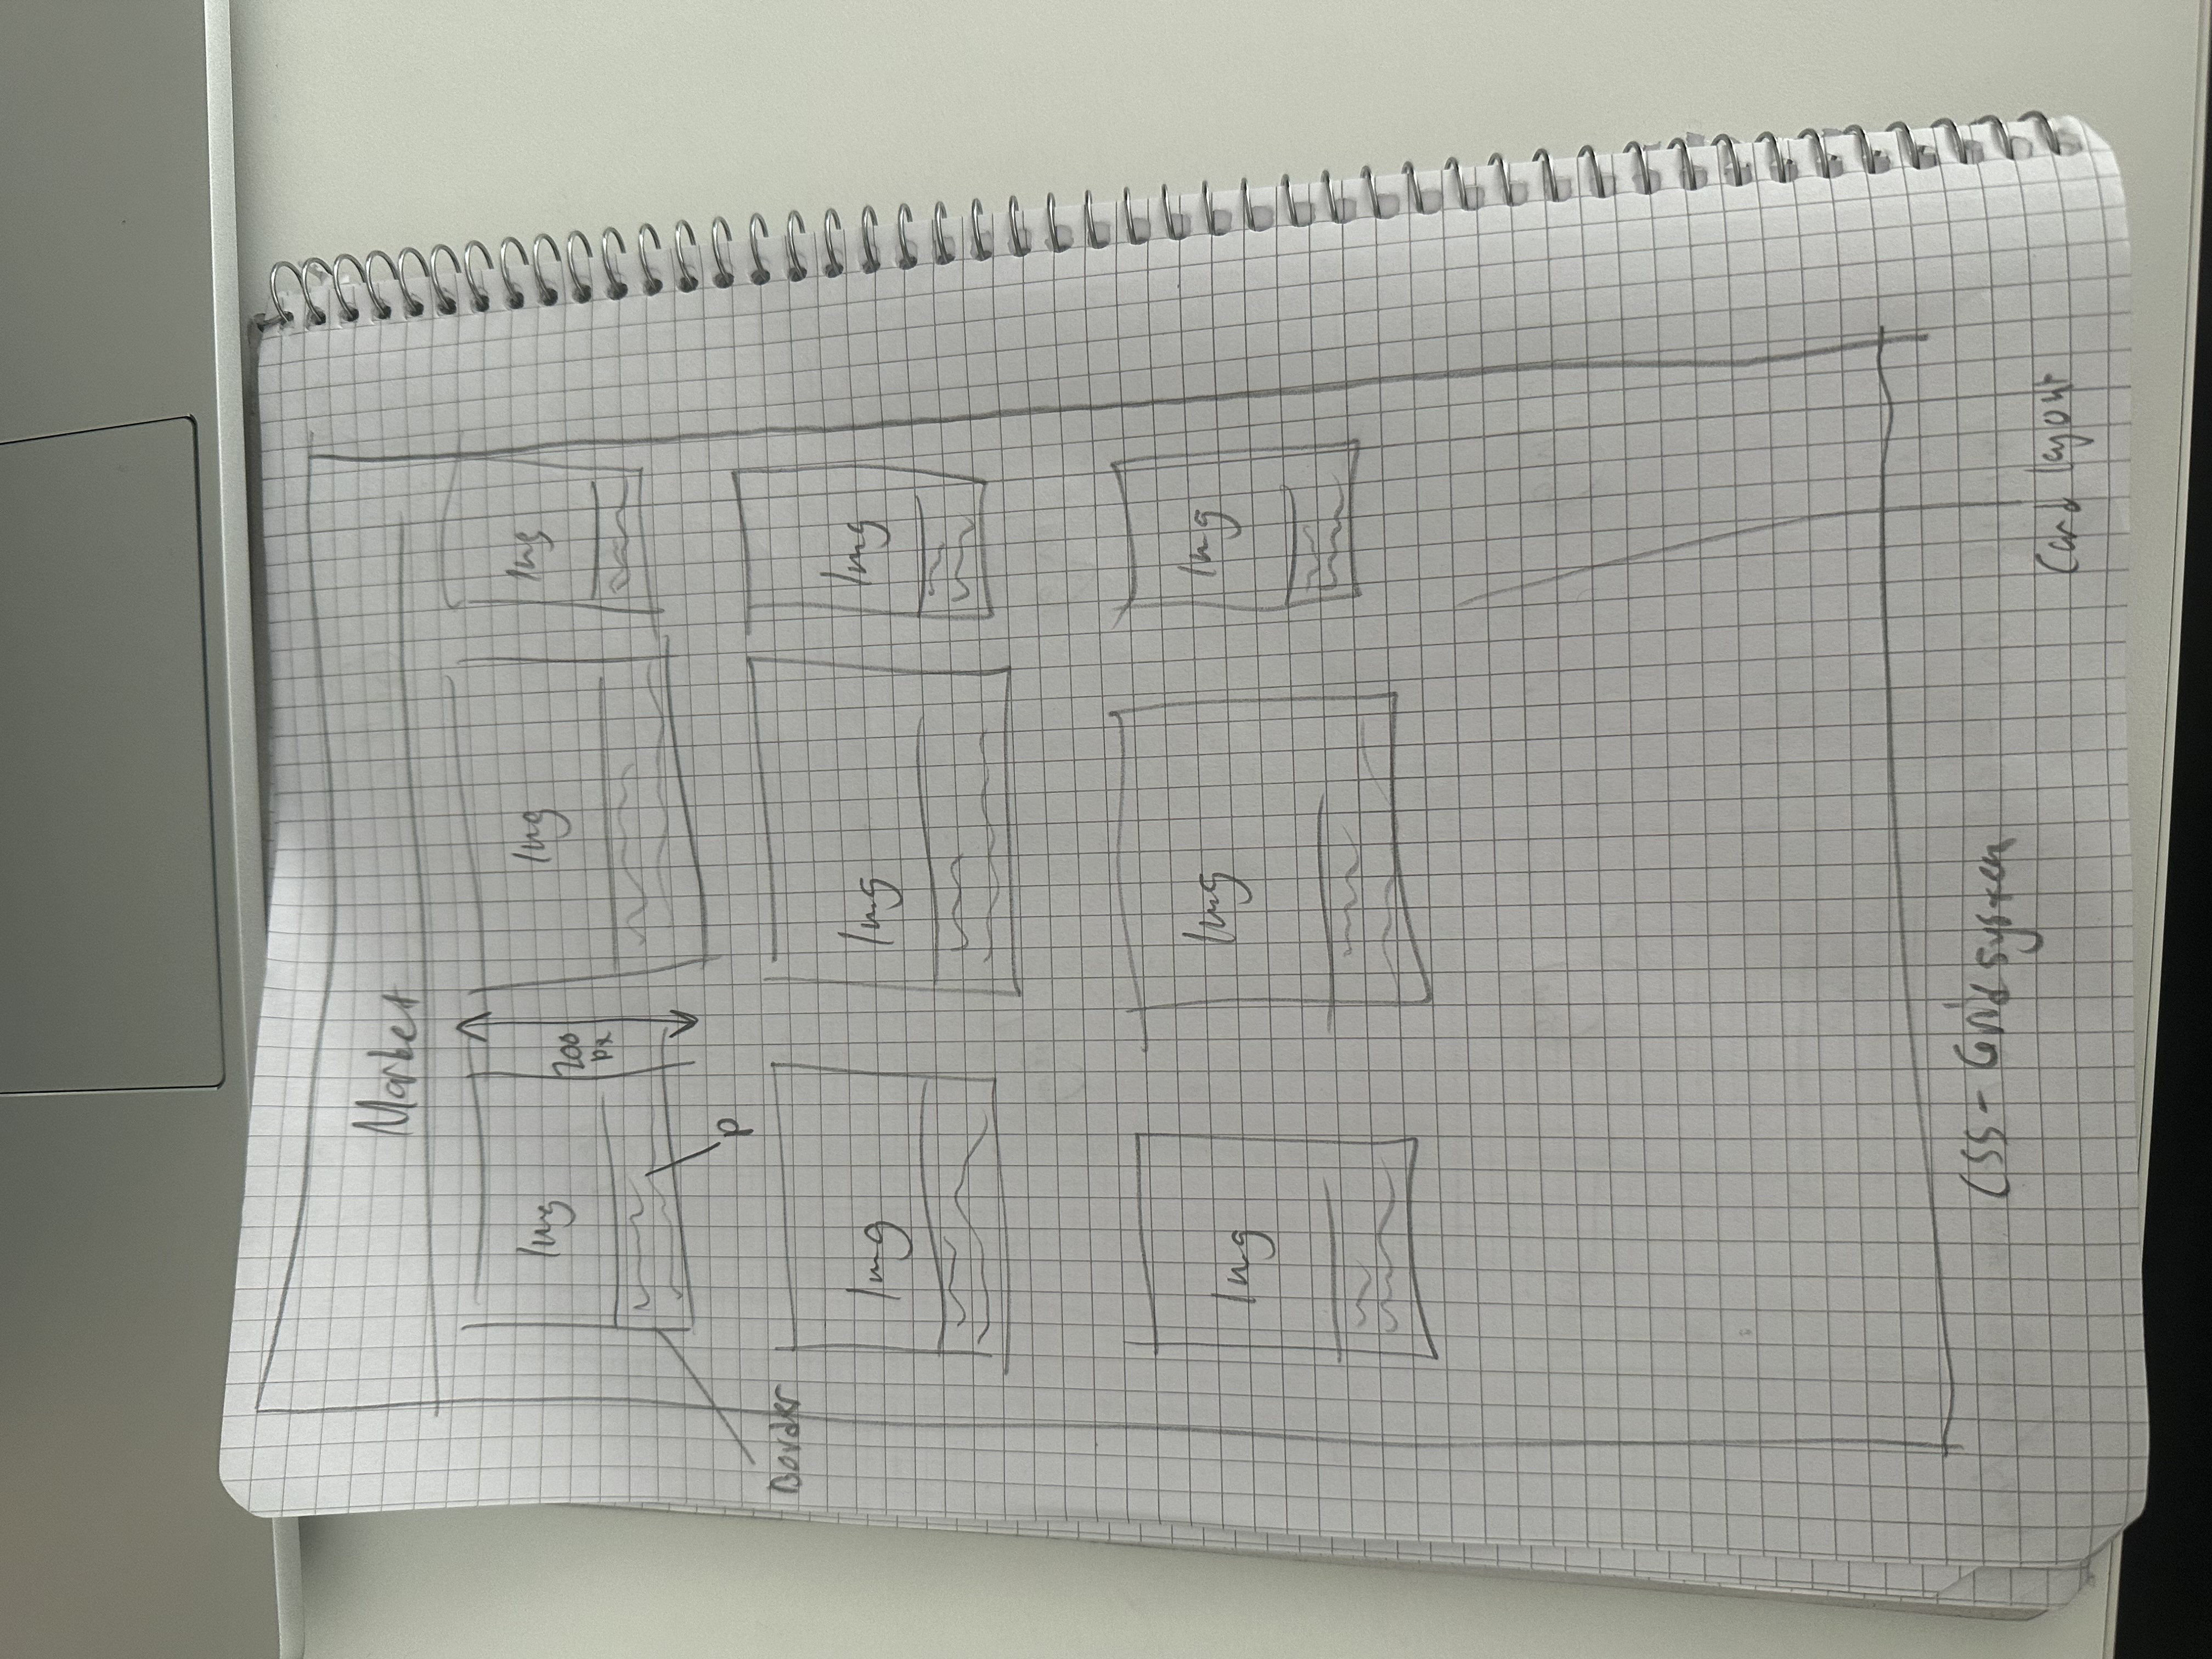 Market
Img
Img
Img
200
px
p
Border
Img
Img
Img
Img
Img
Img
CSS - Grid system
Card layout